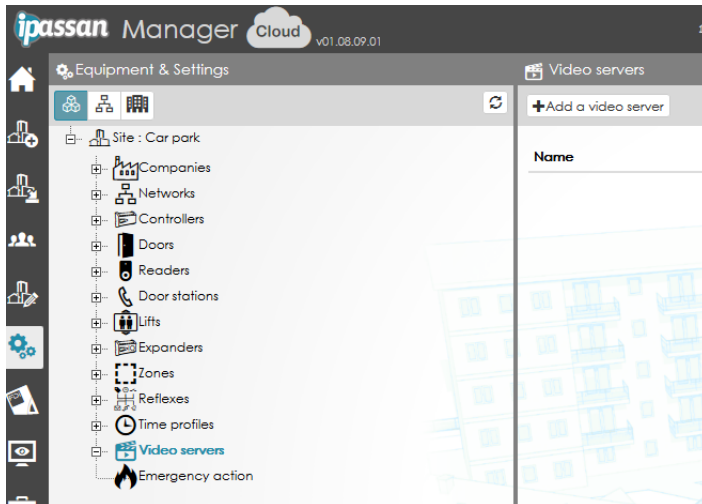 ipassan Manager Cloud v01.08.09.01
Equipment & Settings
Site : Car park
Companies
Networks
Controllers
Doors
Readers
Door stations
Lifts
Expanders
Zones
Reflexes
Time profiles
Video servers
Emergency action
Video servers
+Add a video server
Name